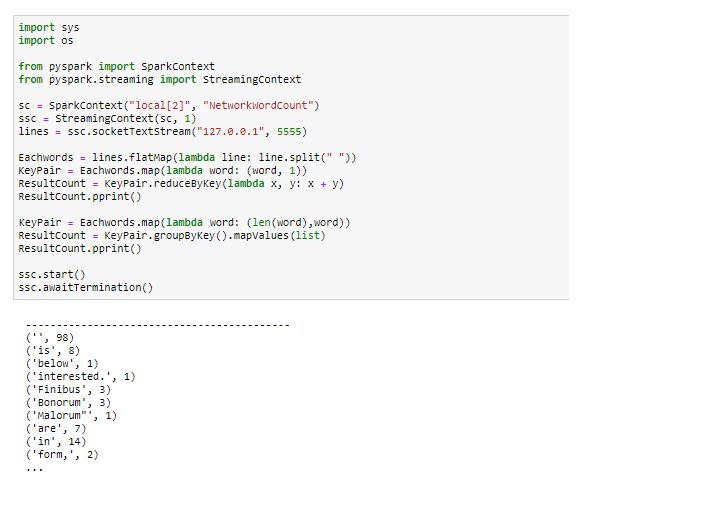 import sys
import os
from pyspark import SparkContext
from pyspark.streaming import StreamingContext
sc = SparkContext("local[2]", "NetworkWordCount")
ssc = StreamingContext(sc, 1)
lines = ssc.socketTextStream("127.0.0.1", 5555)
Eachwords = lines.flatMap(lambda line: line.split(" "))
KeyPair = Eachwords.map(lambda word: (word, 1))
ResultCount = KeyPair.reduceByKey(lambda x, y: x + y)
ResultCount.pprint()
KeyPair = Eachwords.map(lambda word: (len(word),word))
ResultCount = KeyPair.groupByKey().mapValues(list)
ResultCount.pprint()
ssc.start()
ssc.awaitTermination()
-------------------------------------------
('', 98)
('is', 8)
('below', 1)
('interested.', 1)
('Finibus', 3)
('Bonorum', 3)
('Malorum"', 1)
('are', 7)
('in', 14)
('form,', 2)
...